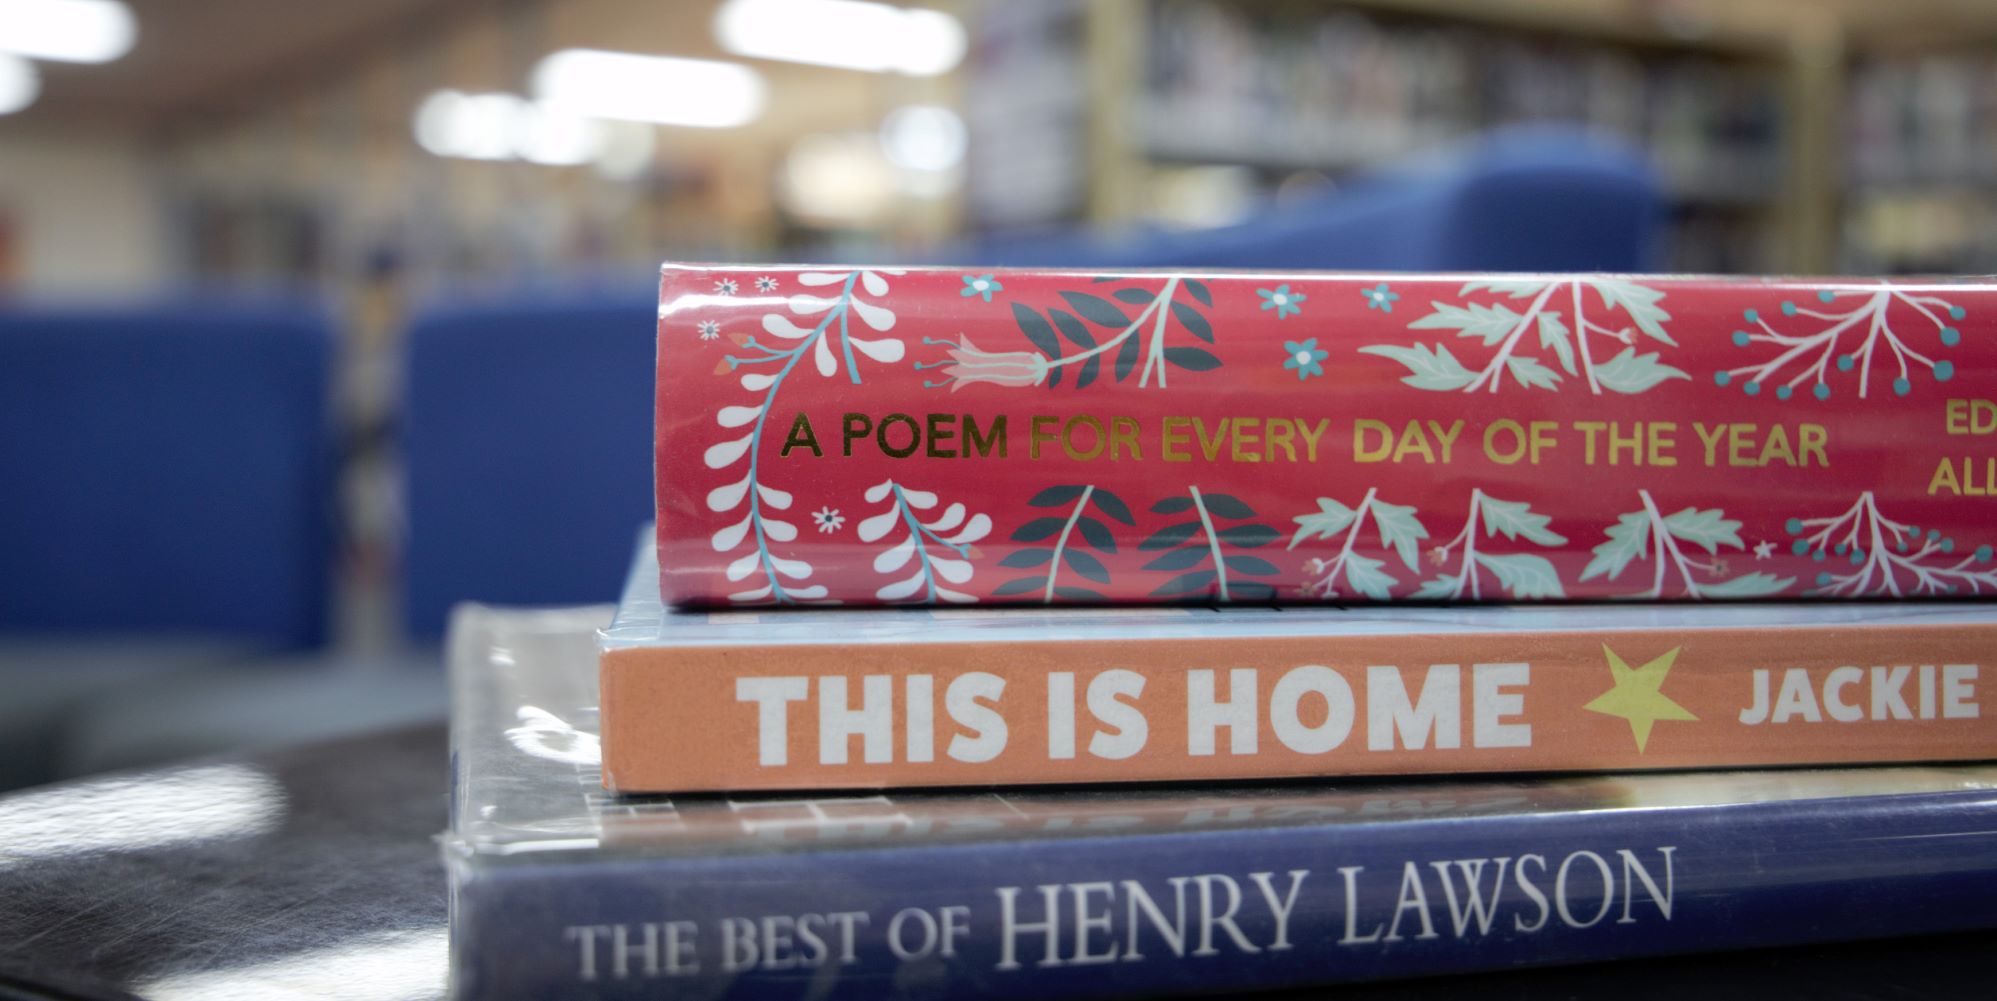 A POEM FOR EVERY DAY OF THE YEAR
ED
ALL
THIS IS HOME JACKIE
THE BEST OF HENRY LAWSON